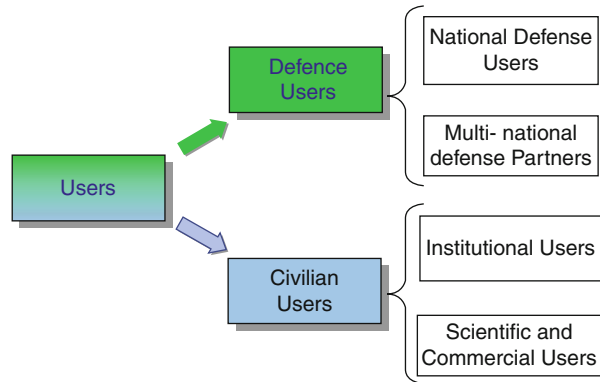 Users
Defence
Users
National Defense
Users
Multi- national
defense Partners
Civilian
Users
Institutional Users
Scientific and
Commercial Users